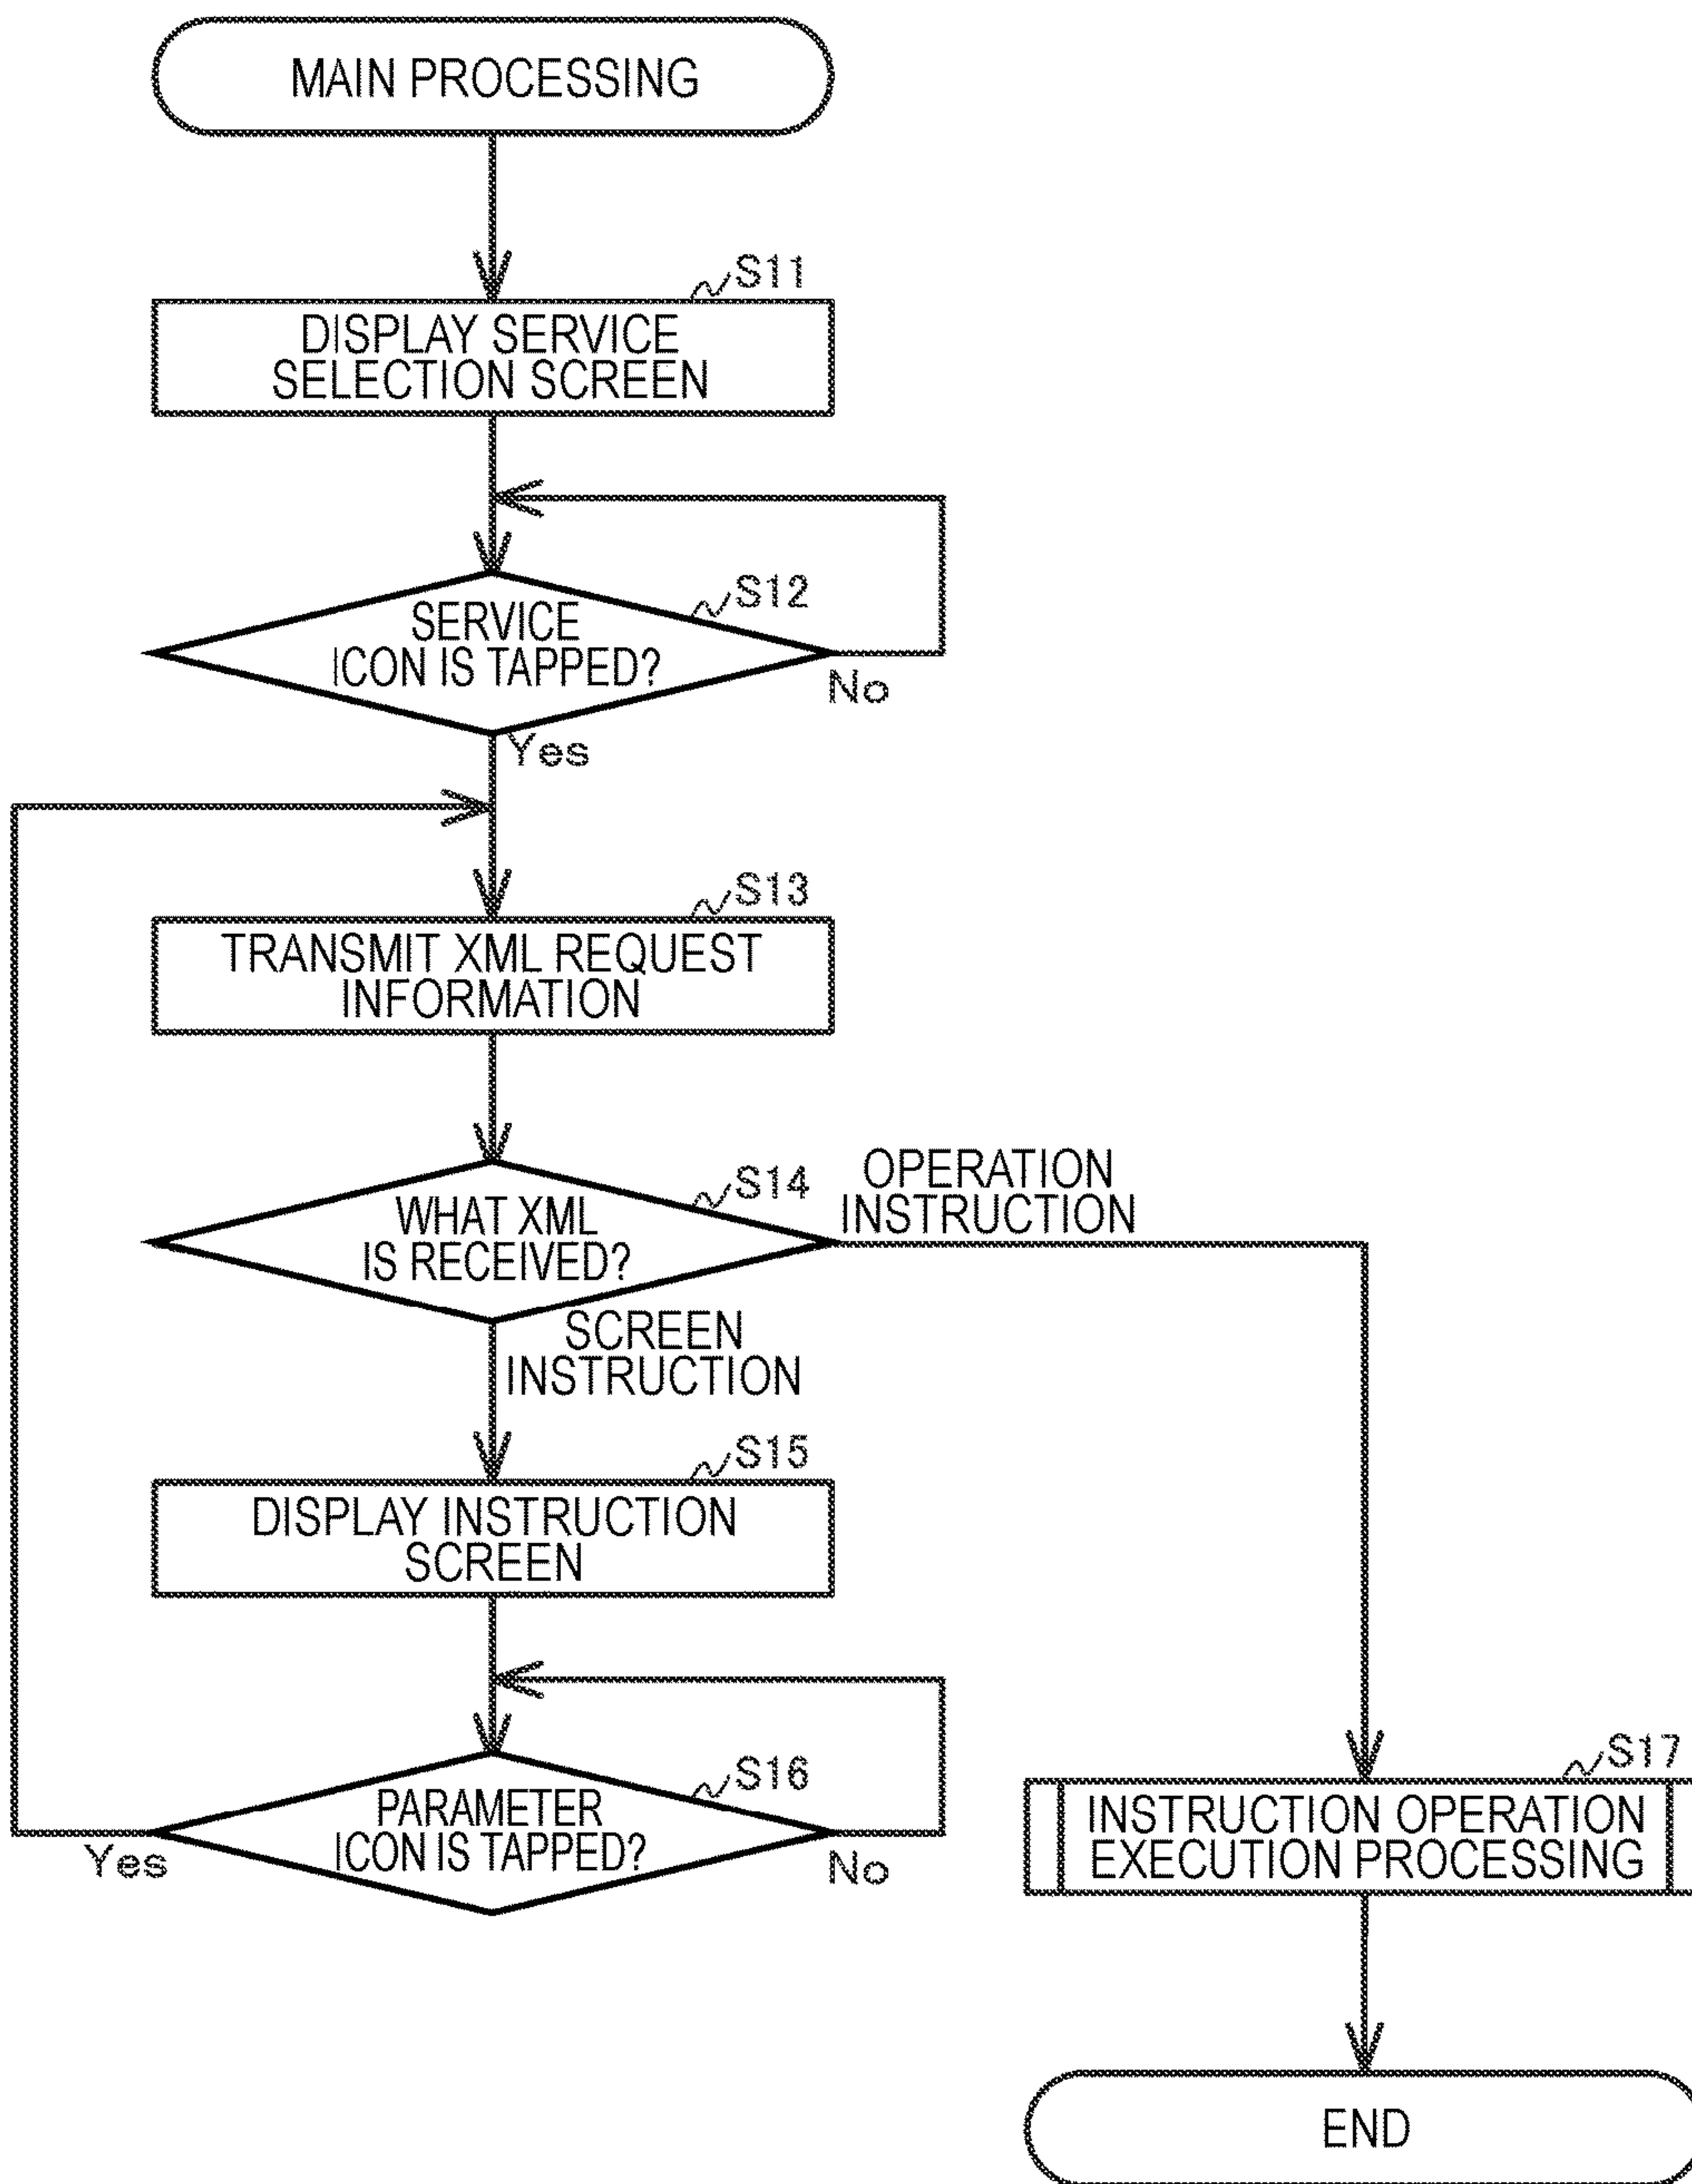 MAIN PROCESSING
S11
DISPLAY SERVICE
SELECTION SCREEN
S12
SERVICE
ICON IS TAPPED?
No
Yes
S13
TRANSMIT XML REQUEST
INFORMATION
S14
WHAT XML
IS RECEIVED?
OPERATION
INSTRUCTION
SCREEN
INSTRUCTION
S15
DISPLAY INSTRUCTION
SCREEN
S16
PARAMETER
ICON IS TAPPED?
Yes
No
S17
INSTRUCTION OPERATION
EXECUTION PROCESSING
END